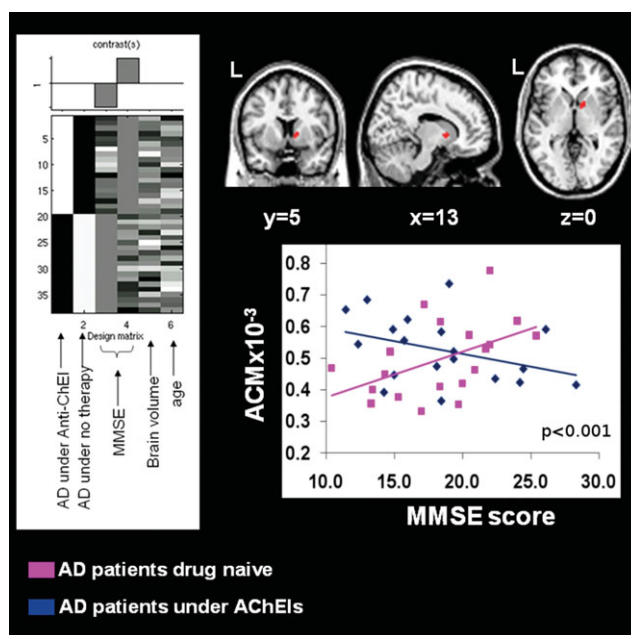 contrast(s)
1
2 4 6
5
10
15
20
25
30
35
2 4 6
Design matrix
AD under Anti-ChEI
AD under no therapy
MMSE
Brain volume
age
L
L
y=5
x=13
z=0
0.8
0.7
0.6
0.5
0.4
0.3
0.2
10.0 15.0 20.0 25.0 30.0
ACMx10-3
p<0.001
MMSE score
AD patients drug naive
AD patients under AChEIs